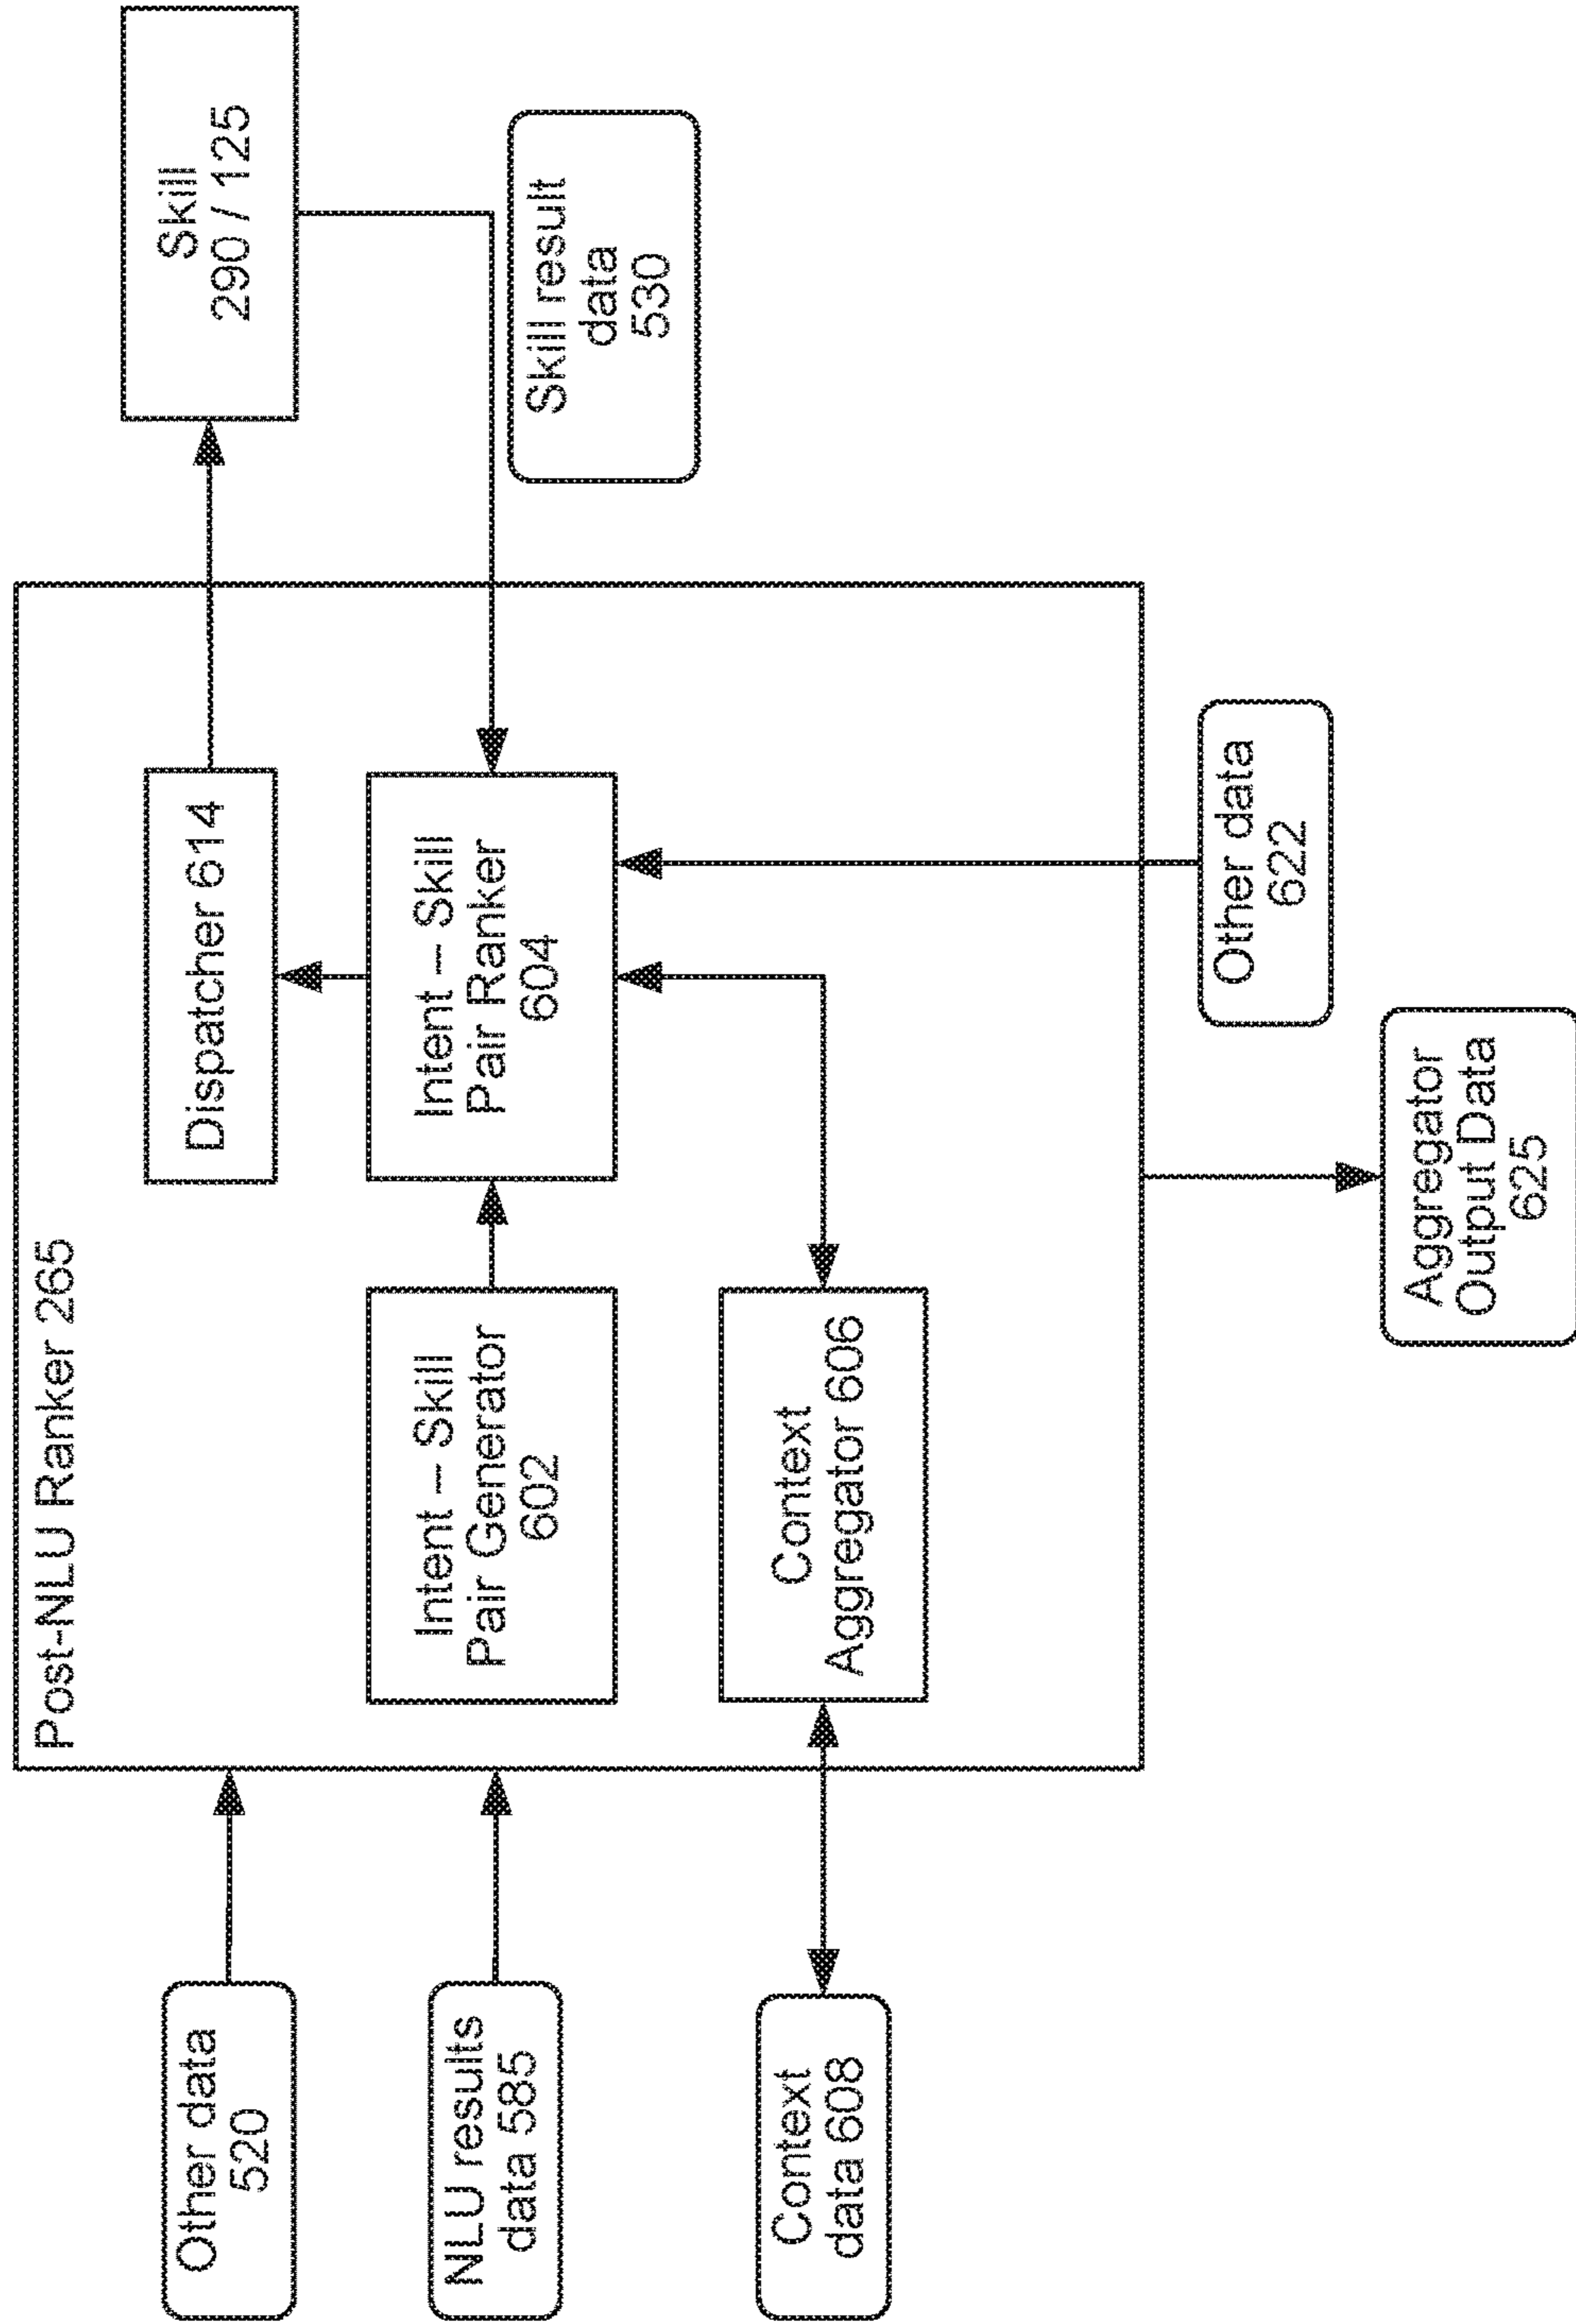 Post-NLU Ranker 265
Other data
520
NLU results
data 585
Context
data 608
Dispatcher 614
Intent – Skill
Pair Generator
602
Intent – Skill
Pair Ranker
604
Context
Aggregator 606
Skill
290 / 125
Skill result
data
530
Other data
622
Aggregator
Output Data
625